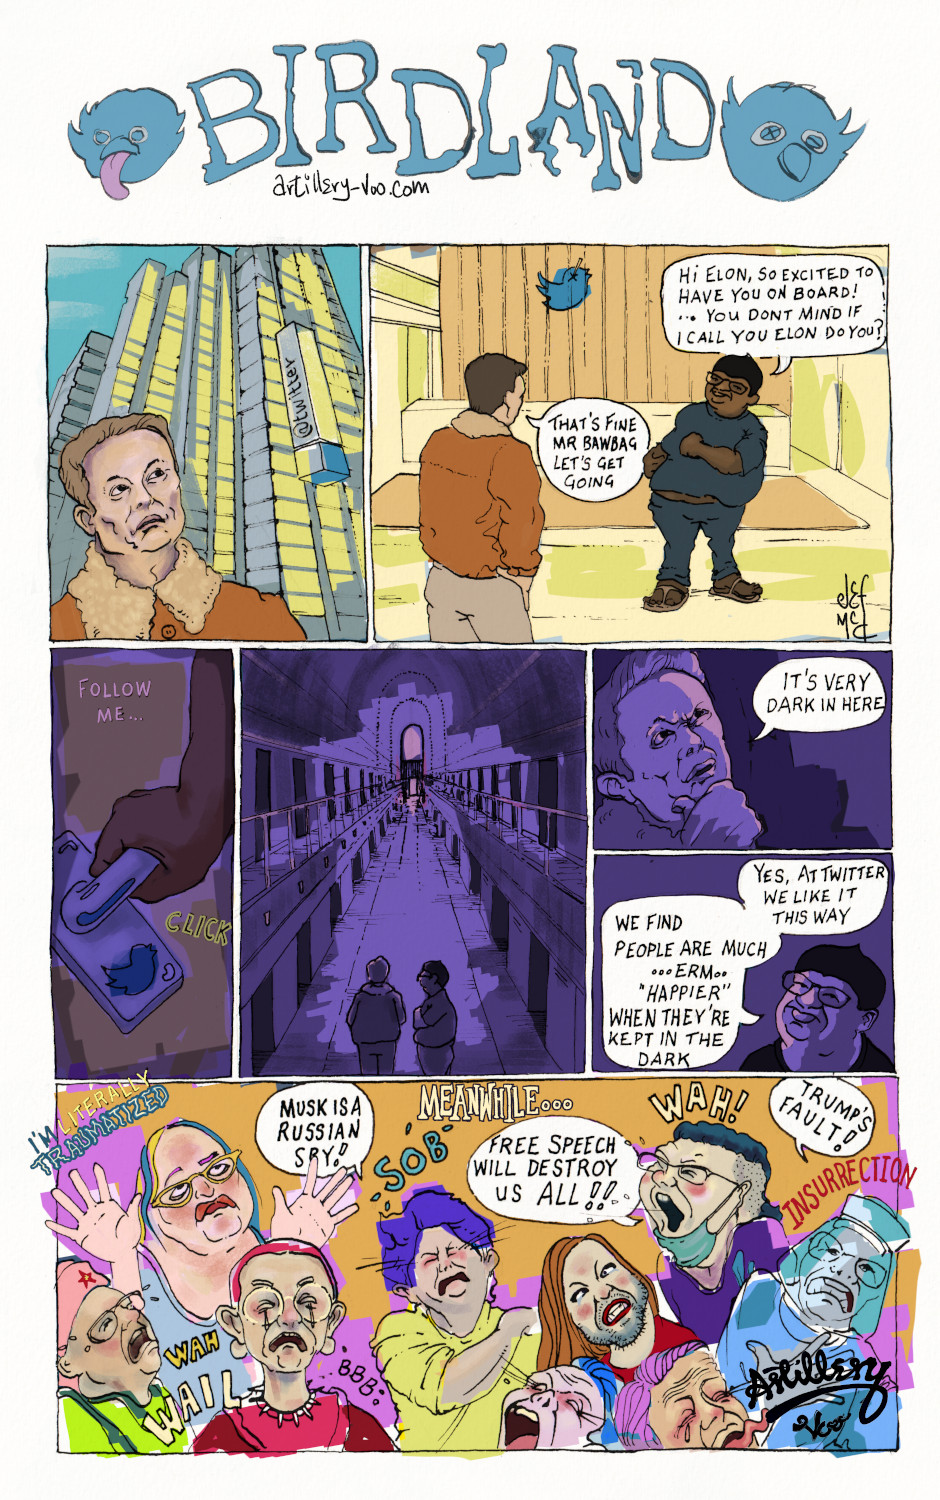 BIRDLAND
artillery-voo.com
@twitter
HI ELON, SO EXCITED TO
HAVE YOU ON BOARD!
... YOU DONT MIND IF
I CALL YOU ELON DO YOU?
THAT'S FINE
MR BAWBAG
LET'S GET
GOING
FOLLOW
ME...
CLICK
IT'S VERY
DARK IN HERE
YES, AT TWITTER
WE LIKE IT
THIS WAY
WE FIND
PEOPLE ARE MUCH
...ERM..
"HAPPIER"
WHEN THEY'RE
KEPT IN THE
DARK
I'M LITERALLY
TRAUMATIZED
MUSK IS A
RUSSIAN
SPY!
MEANWHILE...
SOB
FREE SPEECH
WILL DESTROY
US ALL!!
WAH!
TRUMP'S
FAULT!
INSURRECTION
WAH
WAIL
BBB
Artillery
Voo